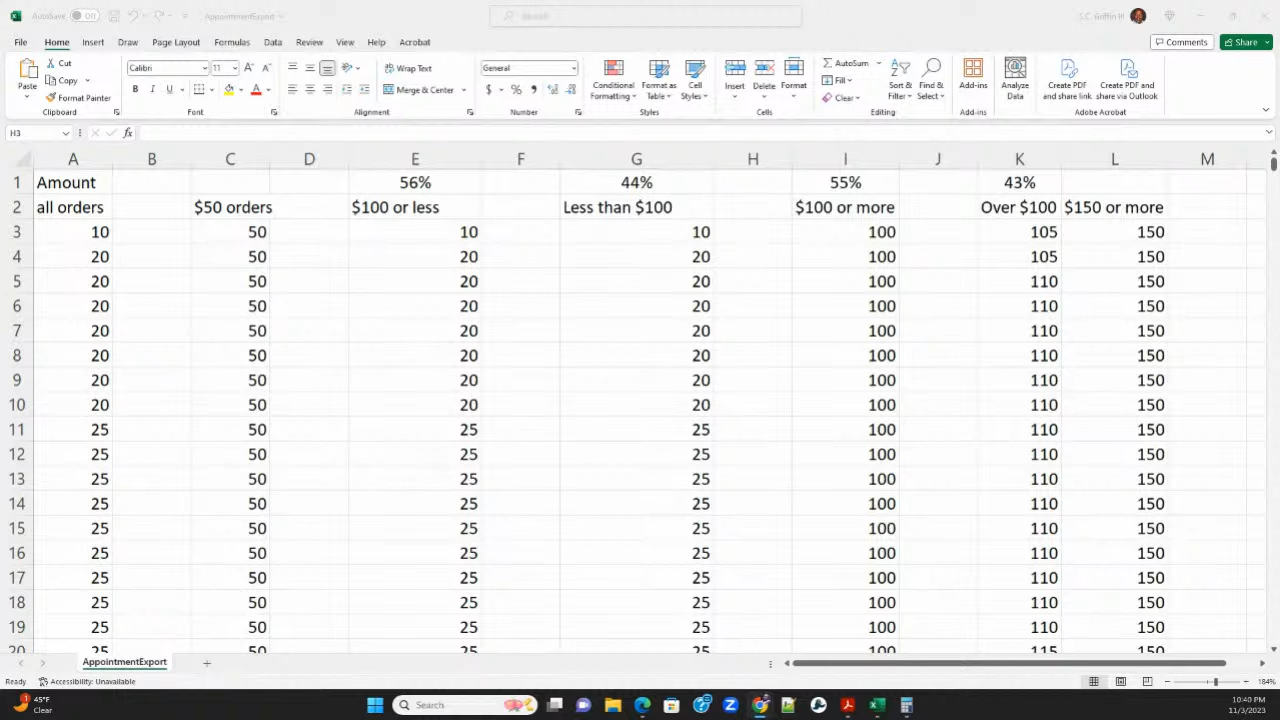 AutoSave Off AppointmentExport Search S.C. Griffin III
File Home Insert Draw Page Layout Formulas Data Review View Help Acrobat Comments Share
Paste Cut Copy Format Painter Clipboard
Calibri 11 A A B I U A Font
Wrap Text Merge & Center Alignment
General $ % , Number
Conditional Formatting Format as Table Cell Styles Styles
Insert Delete Format Cells
AutoSum Fill Clear Sort & Filter Find & Select Editing
Add-ins Add-ins
Analyze Data
Create PDF and share link Create PDF and share via Outlook Adobe Acrobat
H3 fx
A B C D E F G H I J K L M
1 Amount 56% 44% 55% 43%
2 all orders $50 orders $100 or less Less than $100 $100 or more Over $100 $150 or more
3 10 50 10 10 100 105 150
4 20 50 20 20 100 105 150
5 20 50 20 20 100 110 150
6 20 50 20 20 100 110 150
7 20 50 20 20 100 110 150
8 20 50 20 20 100 110 150
9 20 50 20 20 100 110 150
10 20 50 20 20 100 110 150
11 25 50 25 25 100 110 150
12 25 50 25 25 100 110 150
13 25 50 25 25 100 110 150
14 25 50 25 25 100 110 150
15 25 50 25 25 100 110 150
16 25 50 25 25 100 110 150
17 25 50 25 25 100 110 150
18 25 50 25 25 100 110 150
19 25 50 25 25 100 110 150
20 25 50 25 25 100 115 150
AppointmentExport
Ready Accessibility: Unavailable 184%
45°F
Clear
Search
10:40 PM
11/3/2023